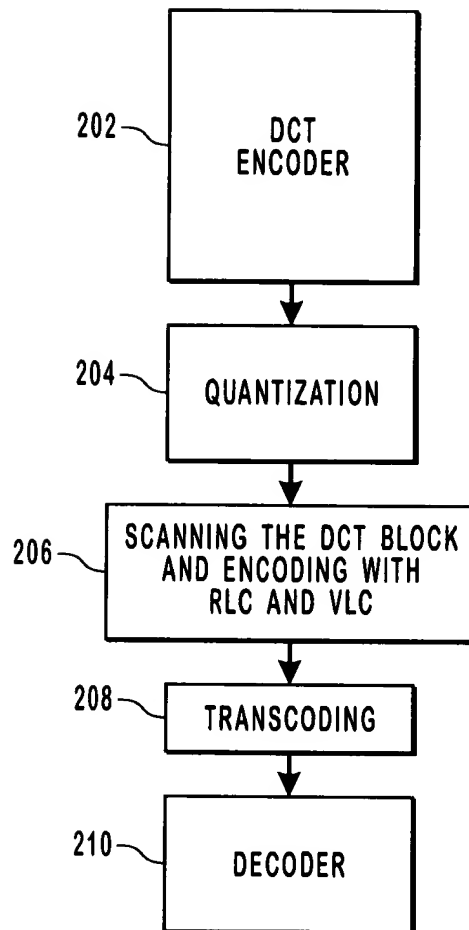 202
DCT
ENCODER
204
QUANTIZATION
206
SCANNING THE DCT BLOCK
AND ENCODING WITH
RLC AND VLC
208
TRANSCODING
210
DECODER